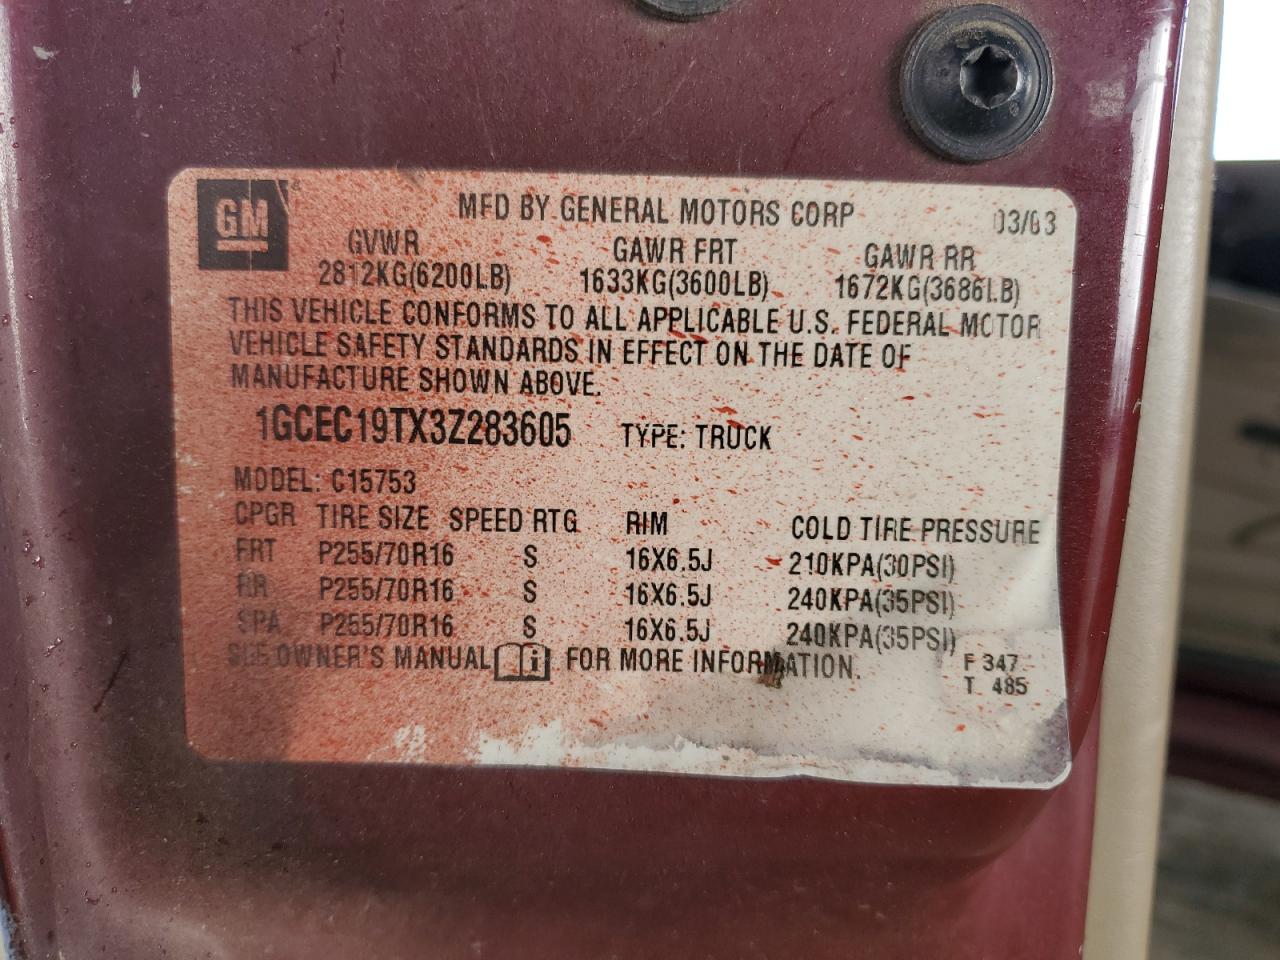 GM
MFD BY GENERAL MOTORS CORP 03/03
GVWR GAWR FRT GAWR RR
2812KG(6200LB) 1633KG(3600LB) 1672KG(3686LB)
THIS VEHICLE CONFORMS TO ALL APPLICABLE U.S. FEDERAL MOTOR
VEHICLE SAFETY STANDARDS IN EFFECT ON THE DATE OF
MANUFACTURE SHOWN ABOVE.
1GCEC19TX3Z283605 TYPE: TRUCK
MODEL: C15753
CPGR TIRE SIZE SPEED RTG RIM COLD TIRE PRESSURE
FRT P255/70R16 S 16X6.5J 210KPA(30PSI)
RR P255/70R16 S 16X6.5J 240KPA(35PSI)
SPA P255/70R16 S 16X6.5J 240KPA(35PSI)
SEE OWNER'S MANUAL i FOR MORE INFORMATION.
F 347
T 485